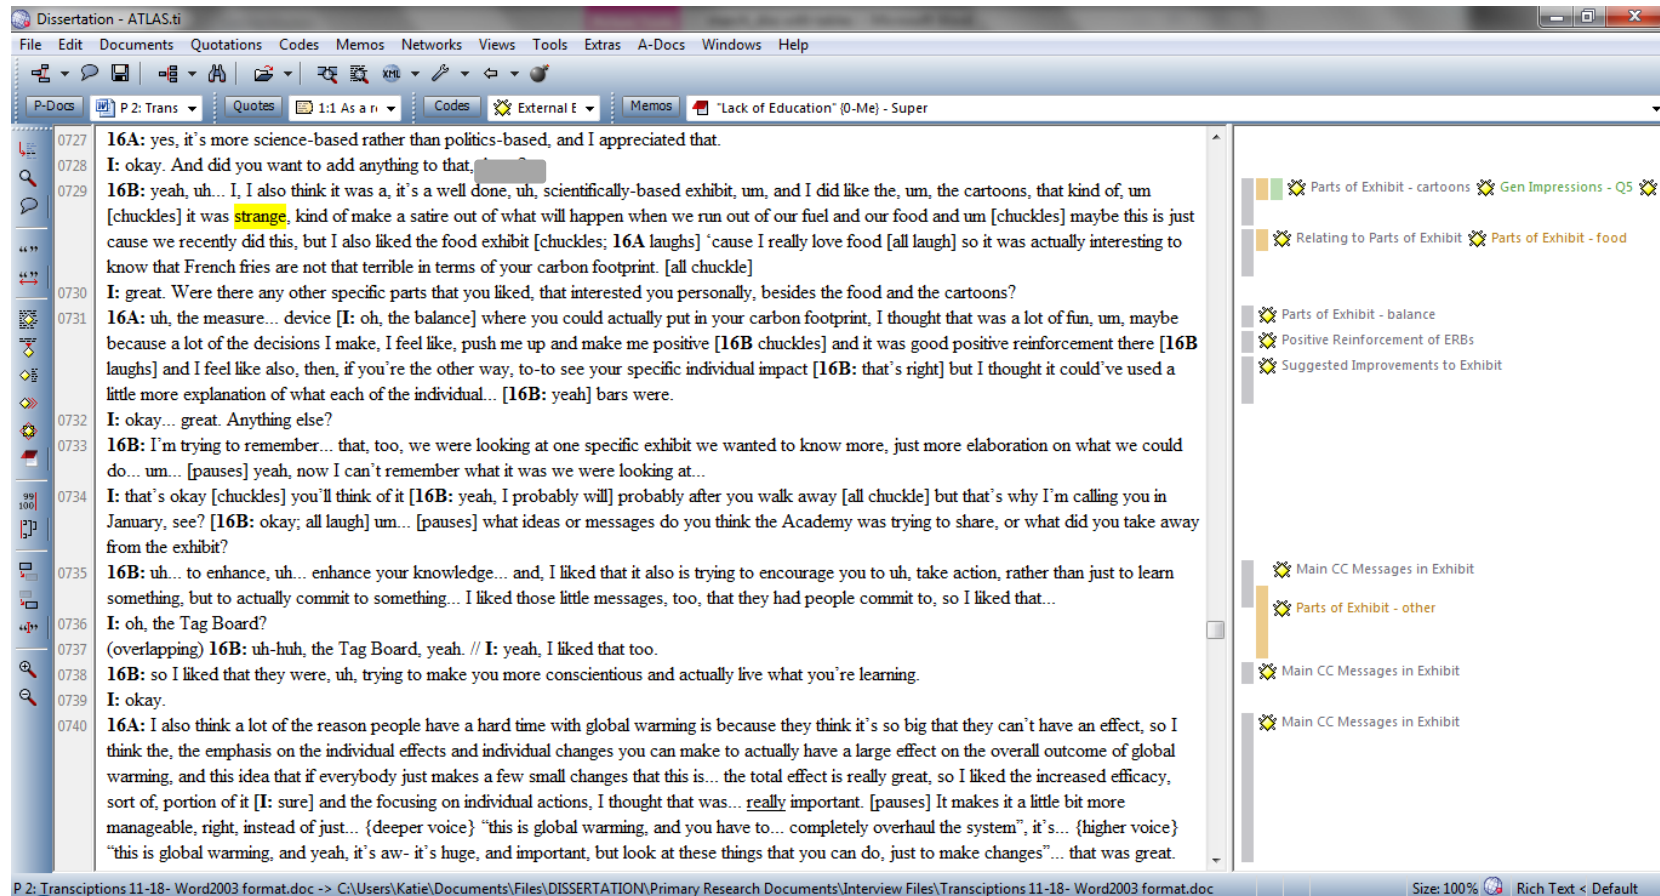 Dissertation - ATLAS.ti
File Edit Documents Quotations Codes Memos Networks Views Tools Extras A-Docs Windows Help
P-Docs P 2: Trans Quotes 1:1 As a r Codes External E Memos "Lack of Education" {0-Me} - Super
0727 16A: yes, it's more science-based rather than politics-based, and I appreciated that.
0728 I: okay. And did you want to add anything to that,
0729 16B: yeah, uh... I, I also think it was a, it's a well done, uh, scientifically-based exhibit, um, and I did like the, um, the cartoons, that kind of, um
[chuckles] it was strange, kind of make a satire out of what will happen when we run out of our fuel and our food and um [chuckles] maybe this is just
cause we recently did this, but I also liked the food exhibit [chuckles; 16A laughs] ‘cause I really love food [all laugh] so it was actually interesting to
know that French fries are not that terrible in terms of your carbon footprint. [all chuckle]
0730 I: great. Were there any other specific parts that you liked, that interested you personally, besides the food and the cartoons?
0731 16A: uh, the measure... device [I: oh, the balance] where you could actually put in your carbon footprint, I thought that was a lot of fun, um, maybe
because a lot of the decisions I make, I feel like, push me up and make me positive [16B chuckles] and it was good positive reinforcement there [16B
laughs] and I feel like also, then, if you're the other way, to-to see your specific individual impact [16B: that's right] but I thought it could've used a
little more explanation of what each of the individual... [16B: yeah] bars were.
0732 I: okay... great. Anything else?
0733 16B: I'm trying to remember... that, too, we were looking at one specific exhibit we wanted to know more, just more elaboration on what we could
do... um... [pauses] yeah, now I can't remember what it was we were looking at...
0734 I: that's okay [chuckles] you'll think of it [16B: yeah, I probably will] probably after you walk away [all chuckle] but that's why I'm calling you in
January, see? [16B: okay; all laugh] um... [pauses] what ideas or messages do you think the Academy was trying to share, or what did you take away
from the exhibit?
0735 16B: uh... to enhance, uh... enhance your knowledge... and, I liked that it also is trying to encourage you to uh, take action, rather than just to learn
something, but to actually commit to something... I liked those little messages, too, that they had people commit to, so I liked that...
0736 I: oh, the Tag Board?
0737 (overlapping) 16B: uh-huh, the Tag Board, yeah. // I: yeah, I liked that too.
0738 16B: so I liked that they were, uh, trying to make you more conscientious and actually live what you're learning.
0739 I: okay.
0740 16A: I also think a lot of the reason people have a hard time with global warming is because they think it's so big that they can't have an effect, so I
think the, the emphasis on the individual effects and individual changes you can make to actually have a large effect on the overall outcome of global
warming, and this idea that if everybody just makes a few small changes that this is... the total effect is really great, so I liked the increased efficacy,
sort of, portion of it [I: sure] and the focusing on individual actions, I thought that was... really important. [pauses] It makes it a little bit more
manageable, right, instead of just... {deeper voice} “this is global warming, and you have to... completely overhaul the system”, it's... {higher voice}
“this is global warming, and yeah, it's aw- it's huge, and important, but look at these things that you can do, just to make changes”... that was great.
Parts of Exhibit - cartoons Gen Impressions - Q5
Relating to Parts of Exhibit Parts of Exhibit - food
Parts of Exhibit - balance
Positive Reinforcement of ERBs
Suggested Improvements to Exhibit
Main CC Messages in Exhibit
Parts of Exhibit - other
Main CC Messages in Exhibit
Main CC Messages in Exhibit
P 2: Transciptions 11-18- Word2003 format.doc -> C:\Users\Katie\Documents\Files\DISSERTATION\Primary Research Documents\Interview Files\Transciptions 11-18- Word2003 format.doc Size: 100% Rich Text < Default